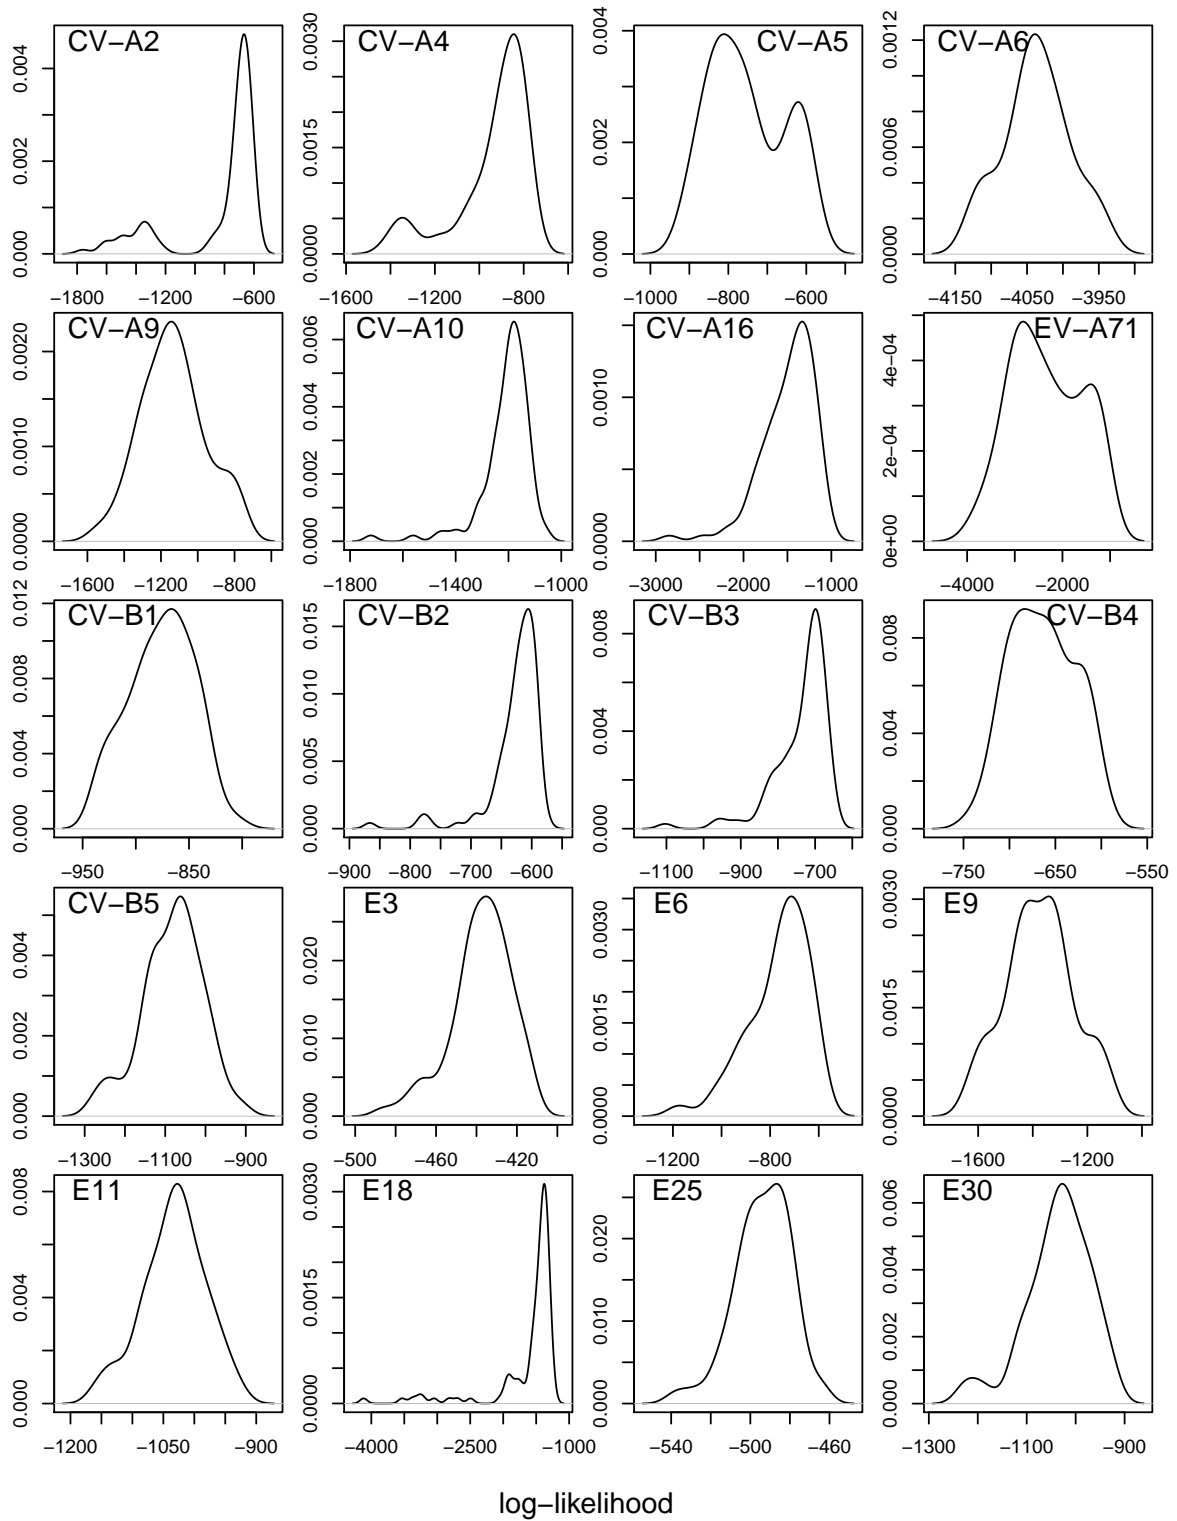 CV−A2
0.000 0.002 0.004
−1800 −1200 −600
CV−A4
0.0000 0.0015 0.0030
−1600 −1200 −800
CV−A5
0.000 0.002 0.004
−1000 −800 −600
CV−A6
0.0000 0.0006 0.0012
−4150 −4050 −3950
CV−A9
0.0000 0.0010 0.0020
−1600 −1200 −800
CV−A10
0.000 0.002 0.004 0.006
−1800 −1400 −1000
CV−A16
0.0000 0.0010
−3000 −2000 −1000
EV−A71
0e+00 2e−04 4e−04
−4000 −2000
CV−B1
0.000 0.004 0.008 0.012
−950 −850
CV−B2
0.000 0.005 0.010 0.015
−900 −800 −700 −600
CV−B3
0.000 0.004 0.008
−1100 −900 −700
CV−B4
0.000 0.004 0.008
−750 −650 −550
CV−B5
0.000 0.002 0.004
−1300 −1100 −900
E3
0.000 0.010 0.020
−500 −460 −420
E6
0.0000 0.0015 0.0030
−1200 −800
E9
0.0000 0.0015 0.0030
−1600 −1200
E11
0.000 0.004 0.008
−1200 −1050 −900
E18
0.0000 0.0015 0.0030
−4000 −2500 −1000
E25
0.000 0.010 0.020
−540 −500 −460
E30
0.000 0.002 0.004 0.006
−1300 −1100 −900
log−likelihood